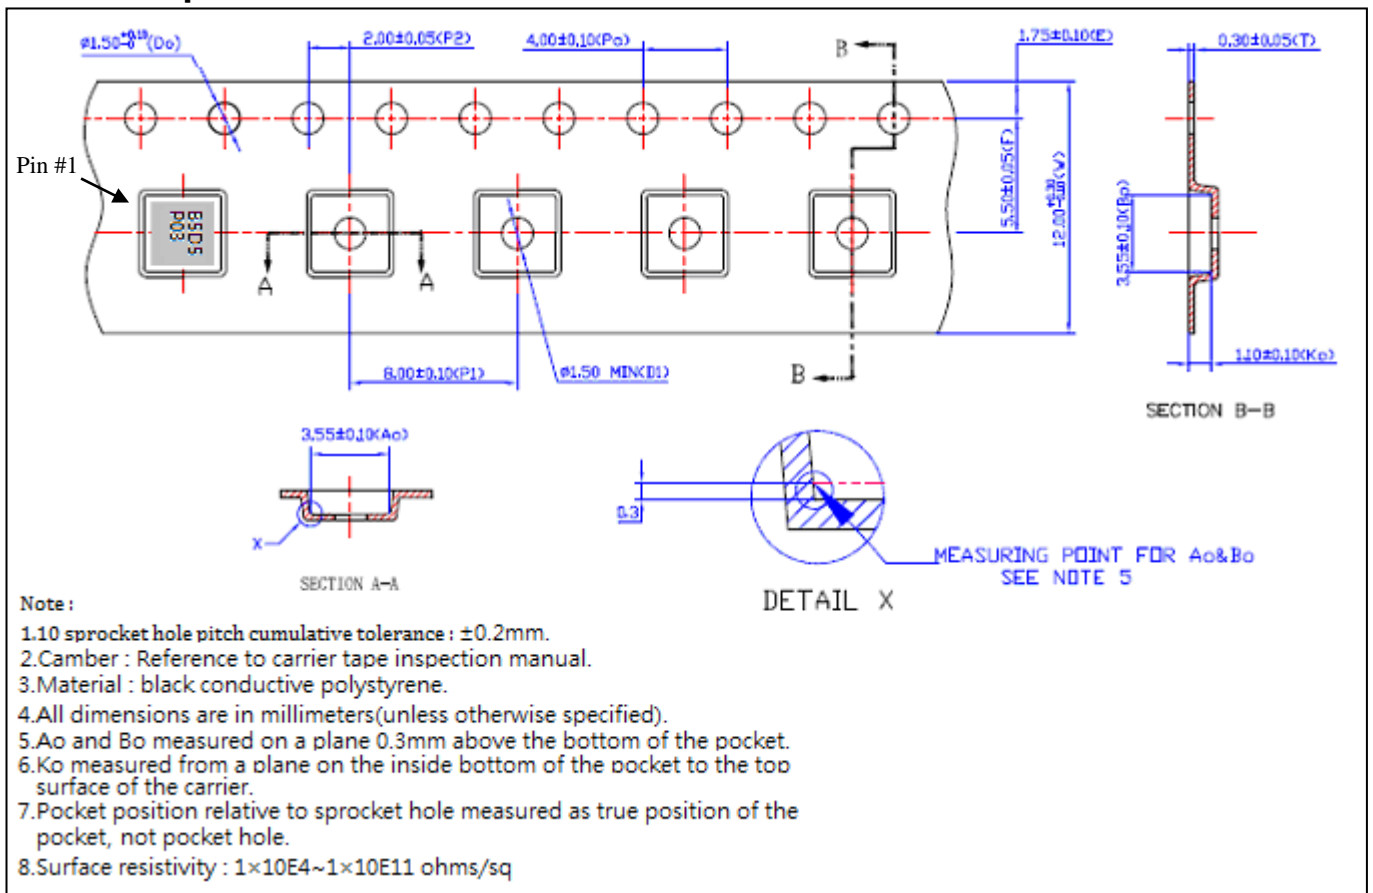 ⌀1.50+0.10-0(Do)
2.00±0.05(P2)
4.00±0.10(Po)
B
1.75±0.10(E)
0.30±0.05(T)
Pin #1
B5D5
P03
A
A
5.50±0.05(F)
12.00(W)
3.55±0.10(Bo)
8.00±0.10(P1)
⌀1.50 MIN(D1)
B
1.10±0.10(Ko)
SECTION B-B
3.55±0.10(Ao)
0.3
X
MEASURING POINT FOR Ao&Bo
SEE NOTE 5
SECTION A-A
DETAIL X
Note:
1.10 sprocket hole pitch cumulative tolerance: ±0.2mm.
2.Camber : Reference to carrier tape inspection manual.
3.Material : black conductive polystyrene.
4.All dimensions are in millimeters(unless otherwise specified).
5.Ao and Bo measured on a plane 0.3mm above the bottom of the pocket.
6.Ko measured from a plane on the inside bottom of the pocket to the top
surface of the carrier.
7.Pocket position relative to sprocket hole measured as true position of the
pocket, not pocket hole.
8.Surface resistivity : 1×10E4~1×10E11 ohms/sq